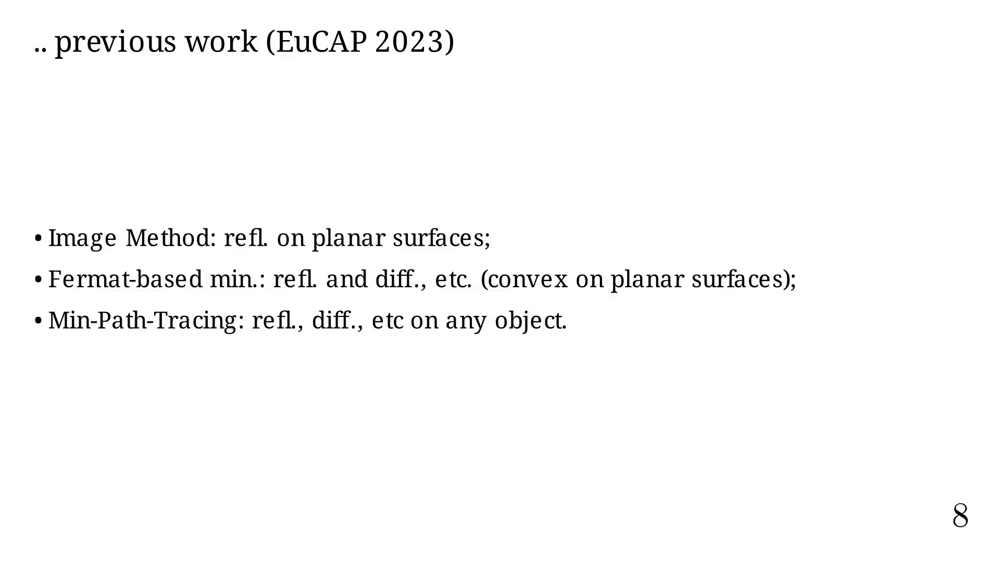 .. previous work (EuCAP 2023)
• Image Method: refl. on planar surfaces;
• Fermat-based min.: refl. and diff., etc. (convex on planar surfaces);
• Min-Path-Tracing: refl., diff., etc on any object.
8